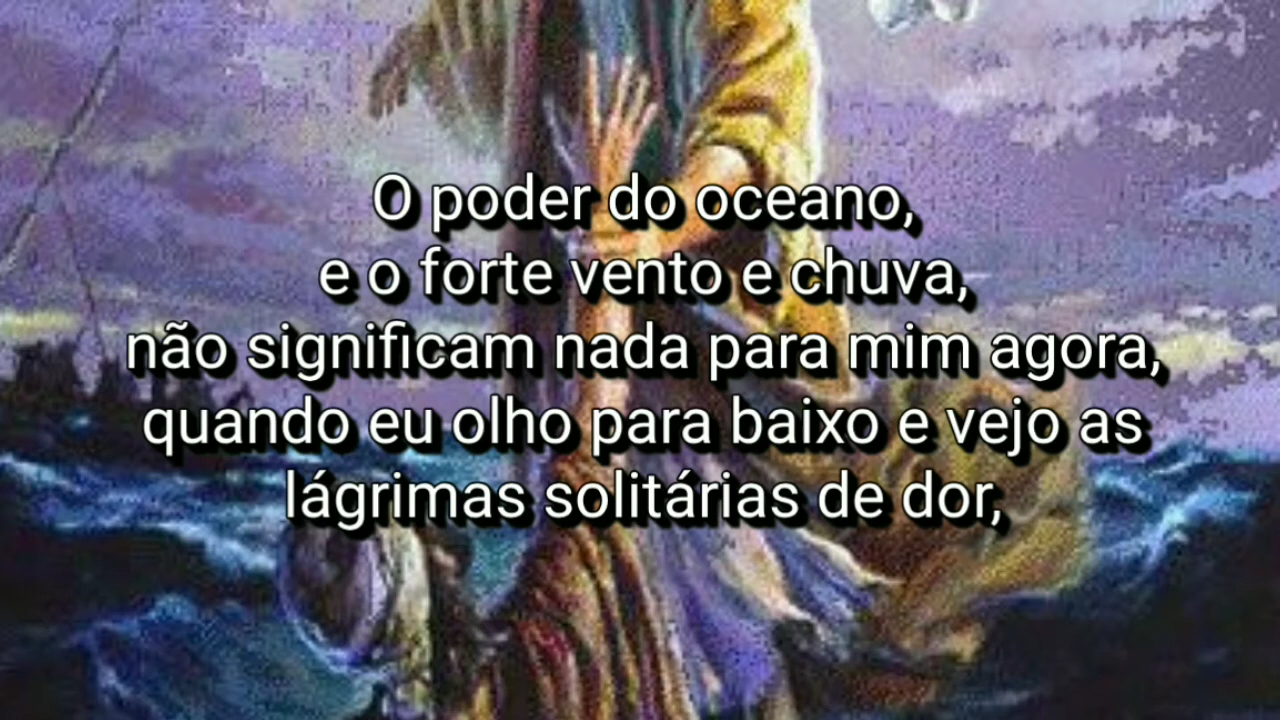 O poder do oceano,
e o forte vento e chuva,
não significam nada para mim agora,
quando eu olho para baixo e vejo as
lágrimas solitárias de dor,